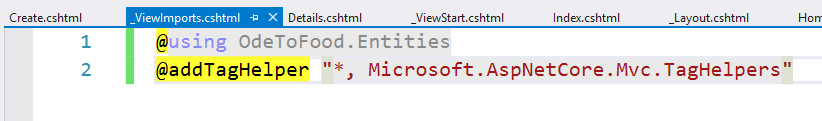 Create.cshtml _ViewImports.cshtml Details.cshtml _ViewStart.cshtml Index.cshtml _Layout.cshtml Hom
1 @using OdeToFood.Entities
2 @addTagHelper "*, Microsoft.AspNetCore.Mvc.TagHelpers"